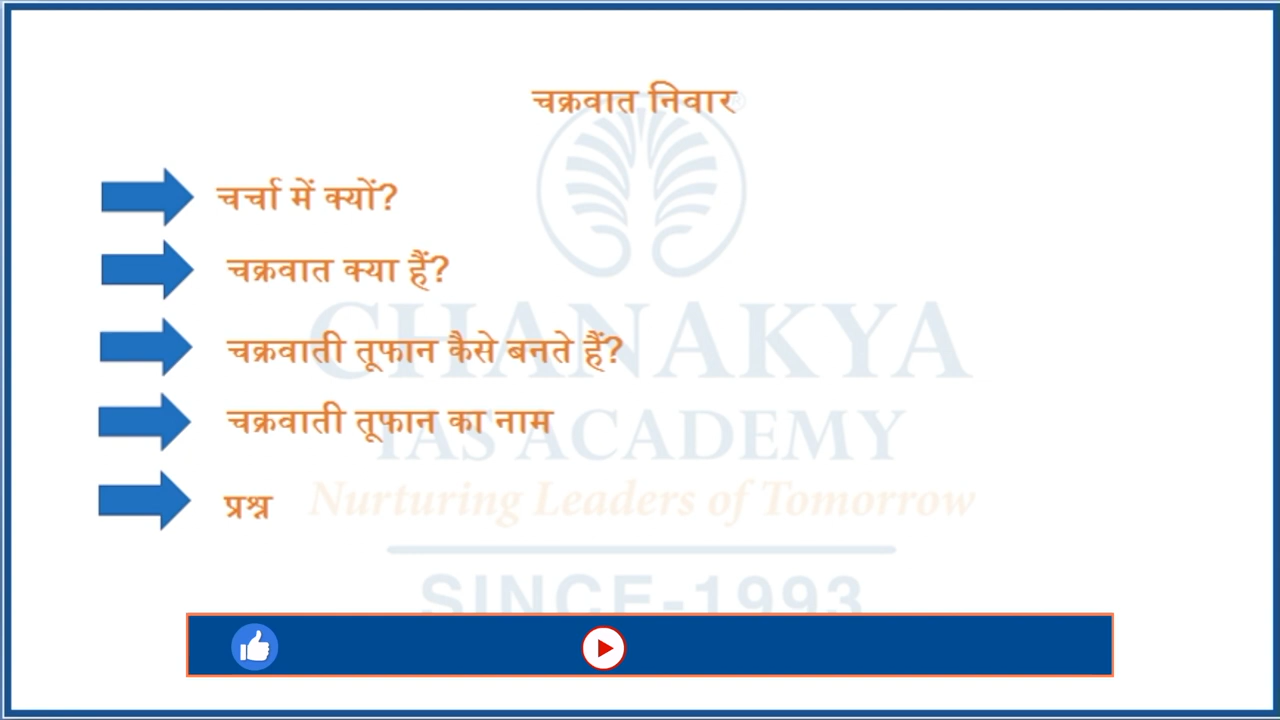 चक्रवात निवार
®
चर्चा में क्यों?
चक्रवात क्या हैं?
चक्रवाती तूफान कैसे बनते हैं?
चक्रवाती तूफान का नाम
प्रश्न
CHANAKYA
IAS ACADEMY
Nurturing Leaders of Tomorrow
SINCE-1993